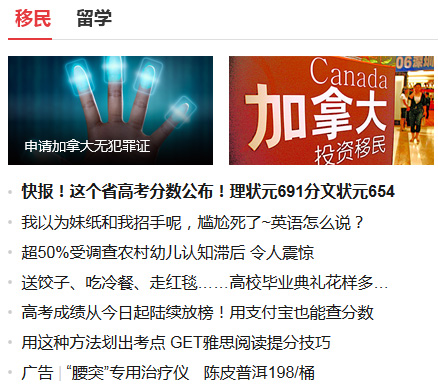 移民 留学
申请加拿大无犯罪证
06 深圳
Canada
加拿大
投资移民
快报！这个省高考分数公布！理状元691分文状元654
我以为妹纸和我招手呢，尴尬死了~英语怎么说？
超50%受调查农村幼儿认知滞后 令人震惊
送饺子、吃冷餐、走红毯……高校毕业典礼花样多…
高考成绩从今日起陆续放榜！用支付宝也能查分数
用这种方法划出考点 GET雅思阅读提分技巧
广告 | “腰突”专用治疗仪 陈皮普洱198/桶